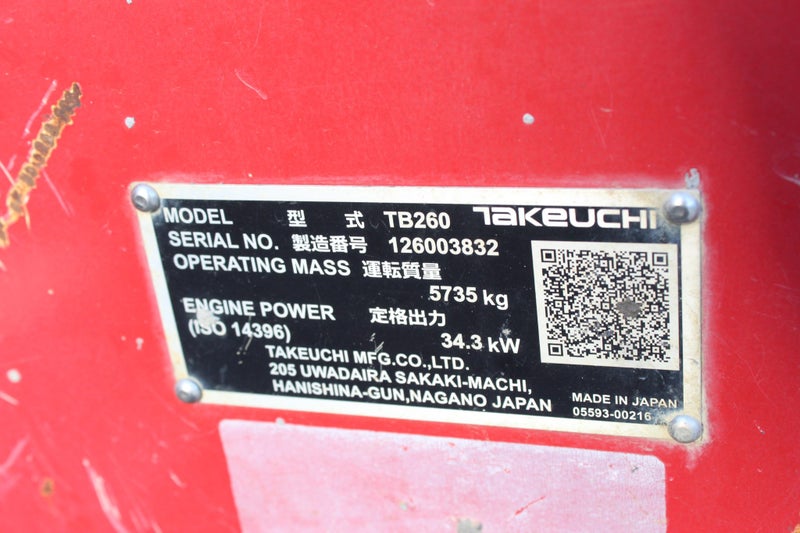 MODEL 型 式 TB260 TAKEUCHI
SERIAL NO. 製造番号 126003832
OPERATING MASS 運転質量
5735 kg
ENGINE POWER 定格出力
(ISO 14396) 34.3 kW
TAKEUCHI MFG.CO.,LTD.
205 UWADAIRA SAKAKI-MACHI,
HANISHINA-GUN,NAGANO JAPAN
MADE IN JAPAN
05593-00216